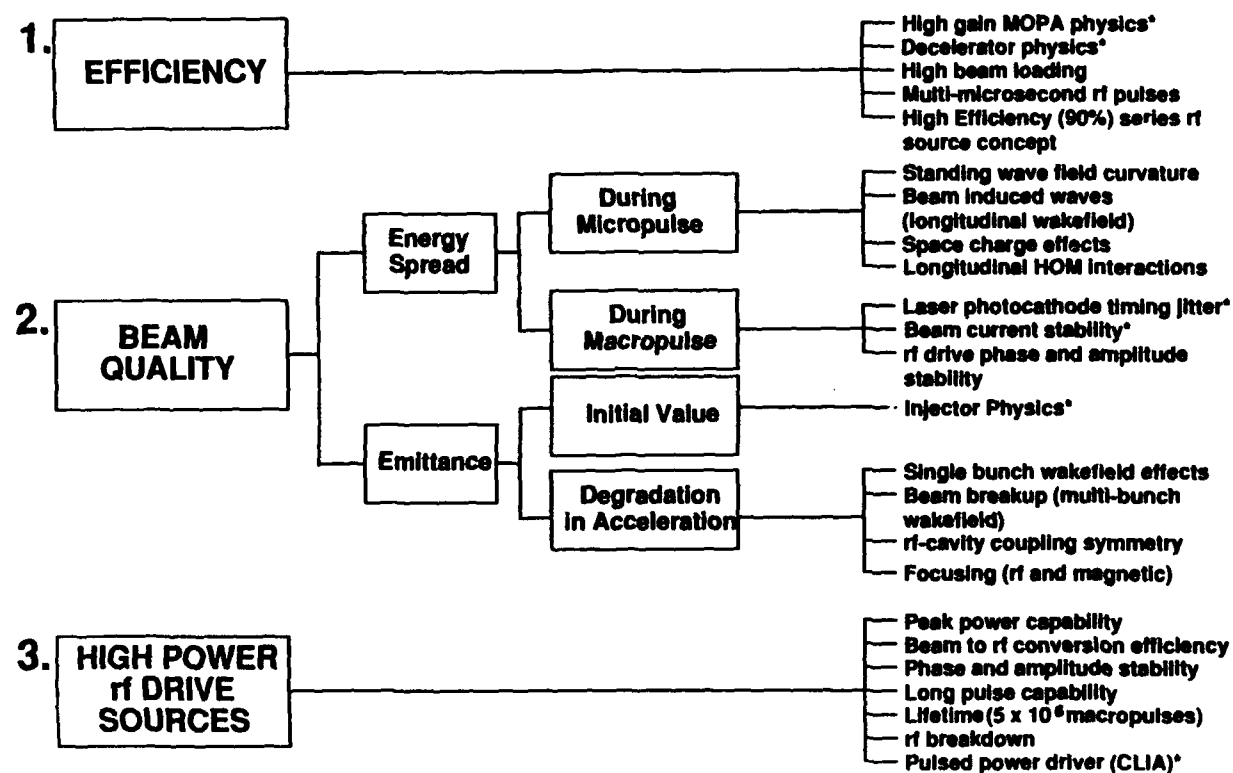 1.
EFFICIENCY
High gain MOPA physics*
Decelerator physics*
High beam loading
Multi-microsecond rf pulses
High Efficiency (90%) series rf
source concept
2.
BEAM
QUALITY
Energy
Spread
During
Micropulse
Standing wave field curvature
Beam induced waves
(longitudinal wakefield)
Space charge effects
Longitudinal HOM interactions
During
Macropulse
Laser photocathode timing jitter*
Beam current stability*
rf drive phase and amplitude
stability
Emittance
Initial Value
Injector Physics*
Degradation
in Acceleration
Single bunch wakefield effects
Beam breakup (multi-bunch
wakefield)
rf-cavity coupling symmetry
Focusing (rf and magnetic)
3.
HIGH POWER
rf DRIVE
SOURCES
Peak power capability
Beam to rf conversion efficiency
Phase and amplitude stability
Long pulse capability
Lifetime (5 x 10⁶ macropulses)
rf breakdown
Pulsed power driver (CLIA)*